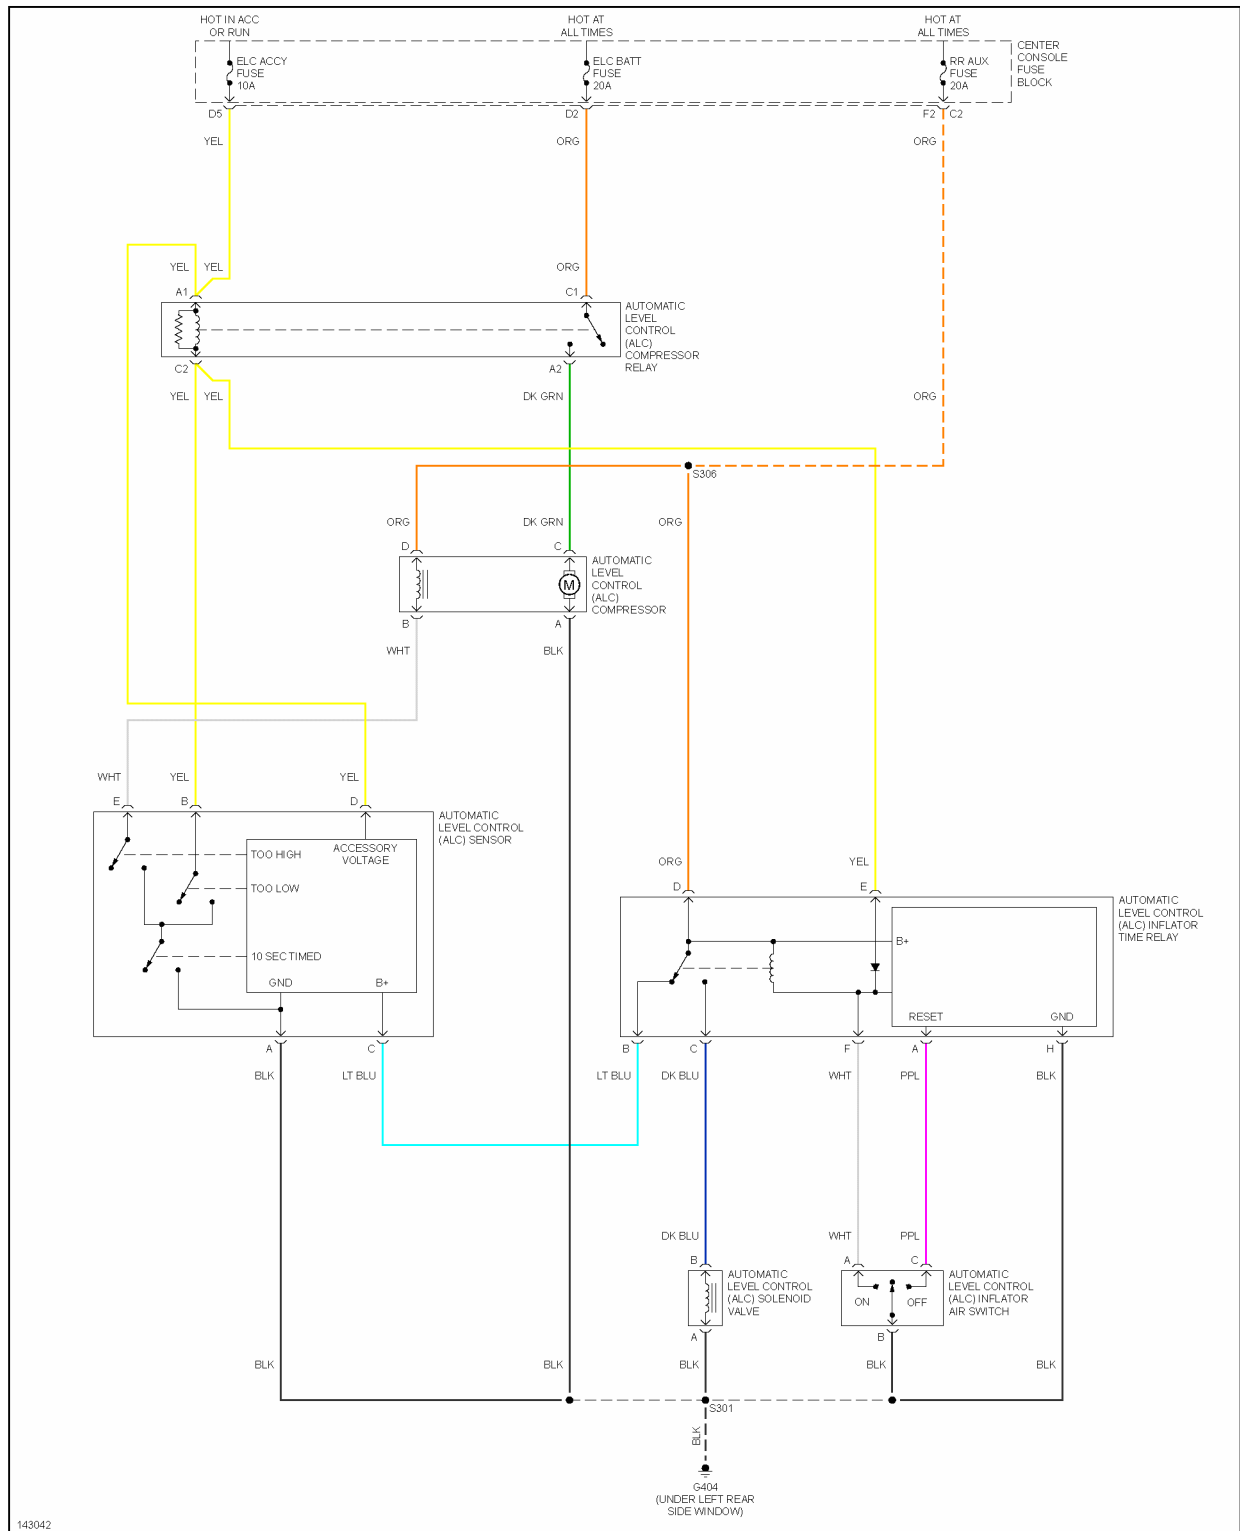 HOT IN ACC
OR RUN
HOT AT
ALL TIMES
HOT AT
ALL TIMES
ELC ACCY
FUSE
10A
ELC BATT
FUSE
20A
RR AUX
FUSE
20A
CENTER
CONSOLE
FUSE
BLOCK
D5
D2
F2
C2
YEL
ORG
ORG
YEL
YEL
ORG
A1
C1
AUTOMATIC
LEVEL
CONTROL
(ALC)
COMPRESSOR
RELAY
C2
A2
YEL
YEL
DK GRN
ORG
S306
ORG
DK GRN
ORG
D
C
M
AUTOMATIC
LEVEL
CONTROL
(ALC)
COMPRESSOR
B
A
WHT
BLK
WHT
YEL
YEL
E
B
D
AUTOMATIC
LEVEL CONTROL
(ALC) SENSOR
ACCESSORY
VOLTAGE
TOO HIGH
TOO LOW
10 SEC TIMED
GND
B+
A
C
BLK
LT BLU
ORG
YEL
D
E
AUTOMATIC
LEVEL CONTROL
(ALC) INFLATOR
TIME RELAY
B+
RESET
GND
B
C
F
A
H
LT BLU
DK BLU
WHT
PPL
BLK
DK BLU
WHT
PPL
B
A
C
AUTOMATIC
LEVEL CONTROL
(ALC) SOLENOID
VALVE
ON
OFF
AUTOMATIC
LEVEL CONTROL
(ALC) INFLATOR
AIR SWITCH
A
B
BLK
BLK
BLK
BLK
BLK
S301
BLK
G404
(UNDER LEFT REAR
SIDE WINDOW)
143042